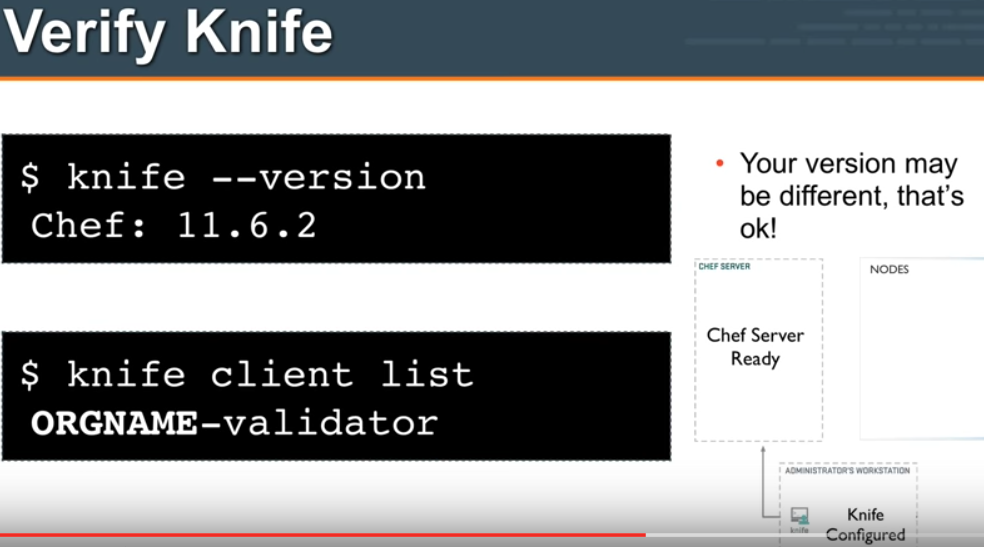 Verify Knife
$ knife --version
Chef: 11.6.2
• Your version may
be different, that's
ok!
$ knife client list
ORGNAME-validator
CHEF SERVER
Chef Server
Ready
NODES
ADMINISTRATOR'S WORKSTATION
knife
Knife
Configured